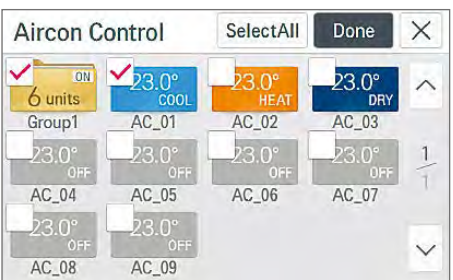 Aircon Control SelectAll Done
ON
6 units
Group1
23.0°
COOL
AC_01
23.0°
HEAT
AC_02
23.0°
DRY
AC_03
23.0°
OFF
AC_04
23.0°
OFF
AC_05
23.0°
OFF
AC_06
23.0°
OFF
AC_07
1
1
23.0°
OFF
AC_08
23.0°
OFF
AC_09